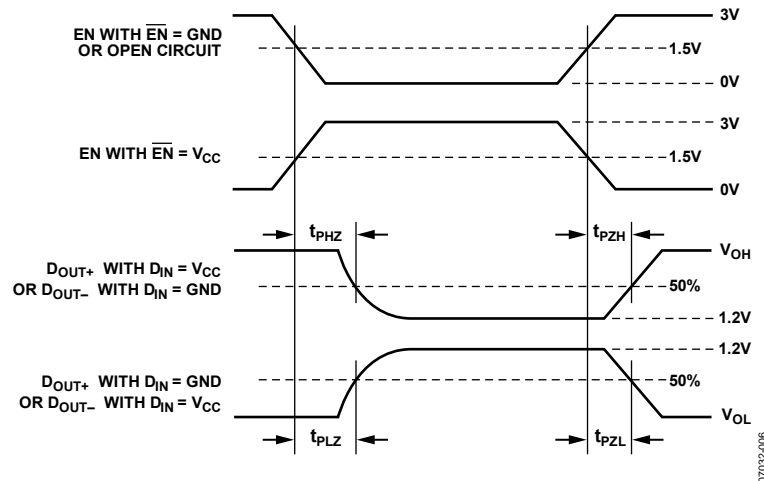 EN WITH E̅N̅ = GND
OR OPEN CIRCUIT
3V
1.5V
0V
EN WITH E̅N̅ = VCC
3V
1.5V
0V
tPHZ
tPZH
DOUT+ WITH DIN = VCC
OR DOUT– WITH DIN = GND
VOH
50%
1.2V
DOUT+ WITH DIN = GND
OR DOUT– WITH DIN = VCC
1.2V
50%
VOL
tPLZ
tPZL
07032-006